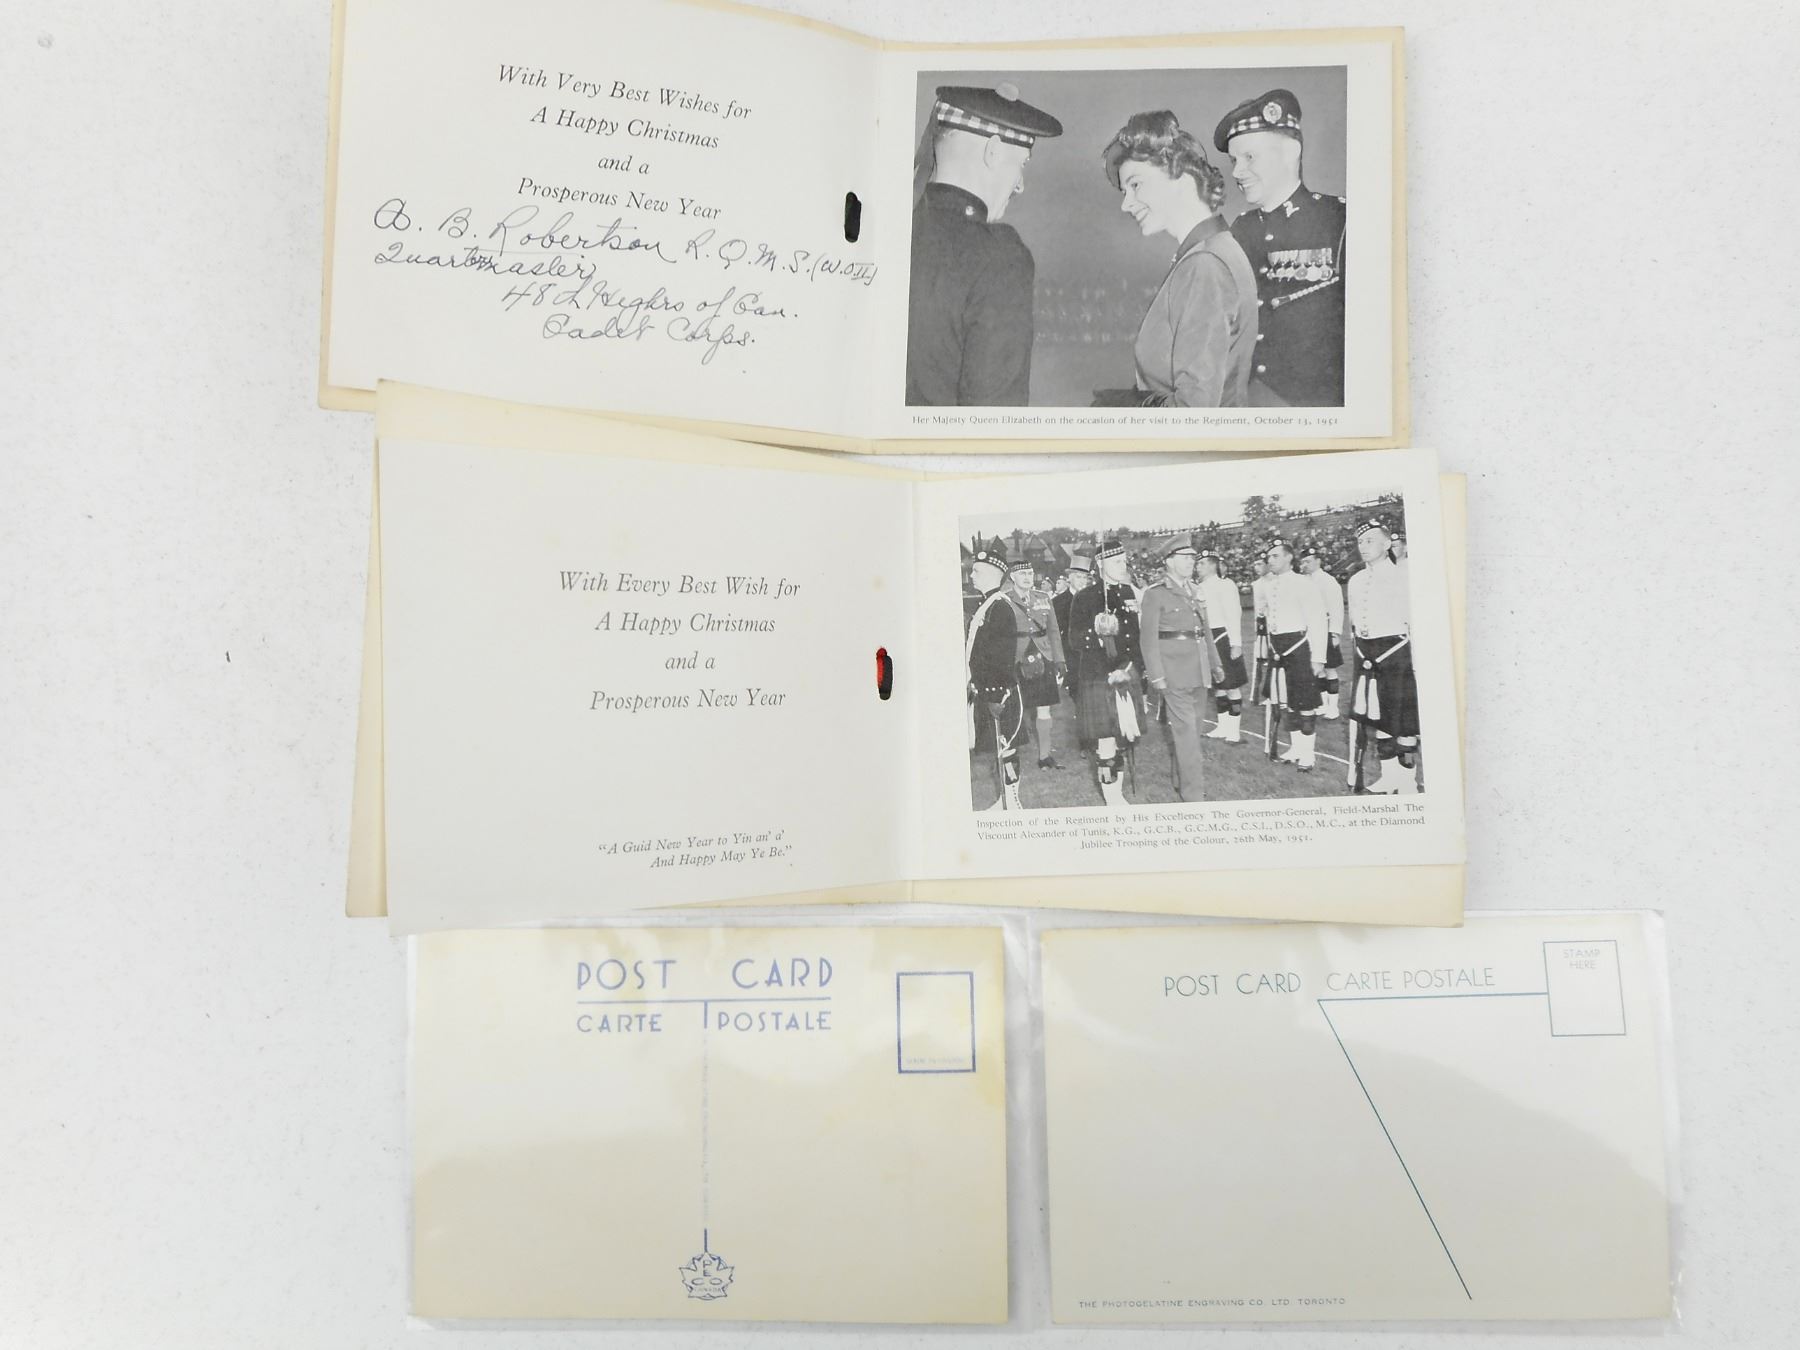 With Very Best Wishes for
A Happy Christmas
and a
Prosperous New Year
B. Robertson R.Q.M.S. (W.O.II)
Quartermaster,
48th Highrs of Can.
Cadet Corps.
Her Majesty Queen Elizabeth on the occasion of her visit to the Regiment, October 13, 1951
With Every Best Wish for
A Happy Christmas
and a
Prosperous New Year
"A Guid New Year to Yin an' a'
And Happy May Ye Be."
Inspection of the Regiment by His Excellency The Governor-General, Field-Marshal The
Viscount Alexander of Tunis, K.G., G.C.B., G.C.M.G., C.S.I., D.S.O., M.C., at the Diamond
Jubilee Trooping of the Colour, 26th May, 1951.
POST CARD
CARTE POSTALE
PECO
CANADA
POST CARD CARTE POSTALE
STAMP
HERE
THE PHOTOGELATINE ENGRAVING CO. LTD. TORONTO